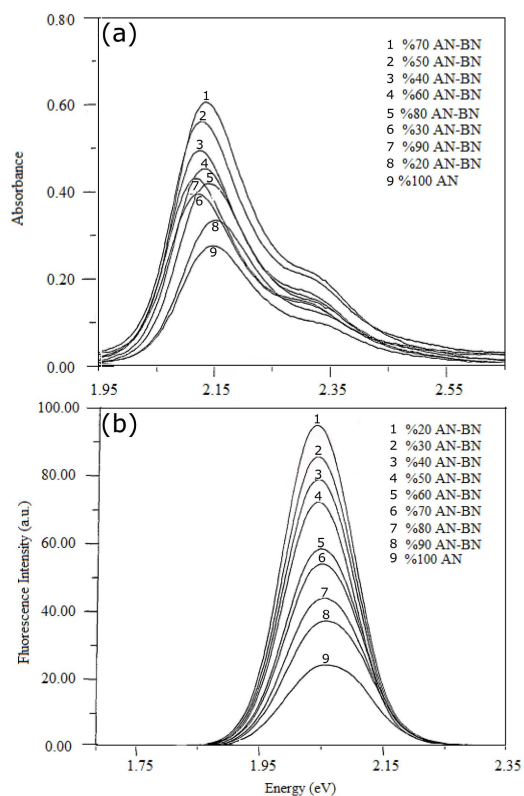 (a)
0.80
0.60
0.40
0.20
0.00
Absorbance
1 %70 AN-BN
2 %50 AN-BN
3 %40 AN-BN
4 %60 AN-BN
5 %80 AN-BN
6 %30 AN-BN
7 %90 AN-BN
8 %20 AN-BN
9 %100 AN
1
2
3
4
5
7
6
8
9
1.95 2.15 2.35 2.55
(b)
100.00
80.00
60.00
40.00
20.00
0.00
Fluorescence Intensity (a.u.)
1 %20 AN-BN
2 %30 AN-BN
3 %40 AN-BN
4 %50 AN-BN
5 %60 AN-BN
6 %70 AN-BN
7 %80 AN-BN
8 %90 AN-BN
9 %100 AN
1
2
3
4
5
6
7
8
9
1.75 1.95 2.15 2.35
Energy (eV)